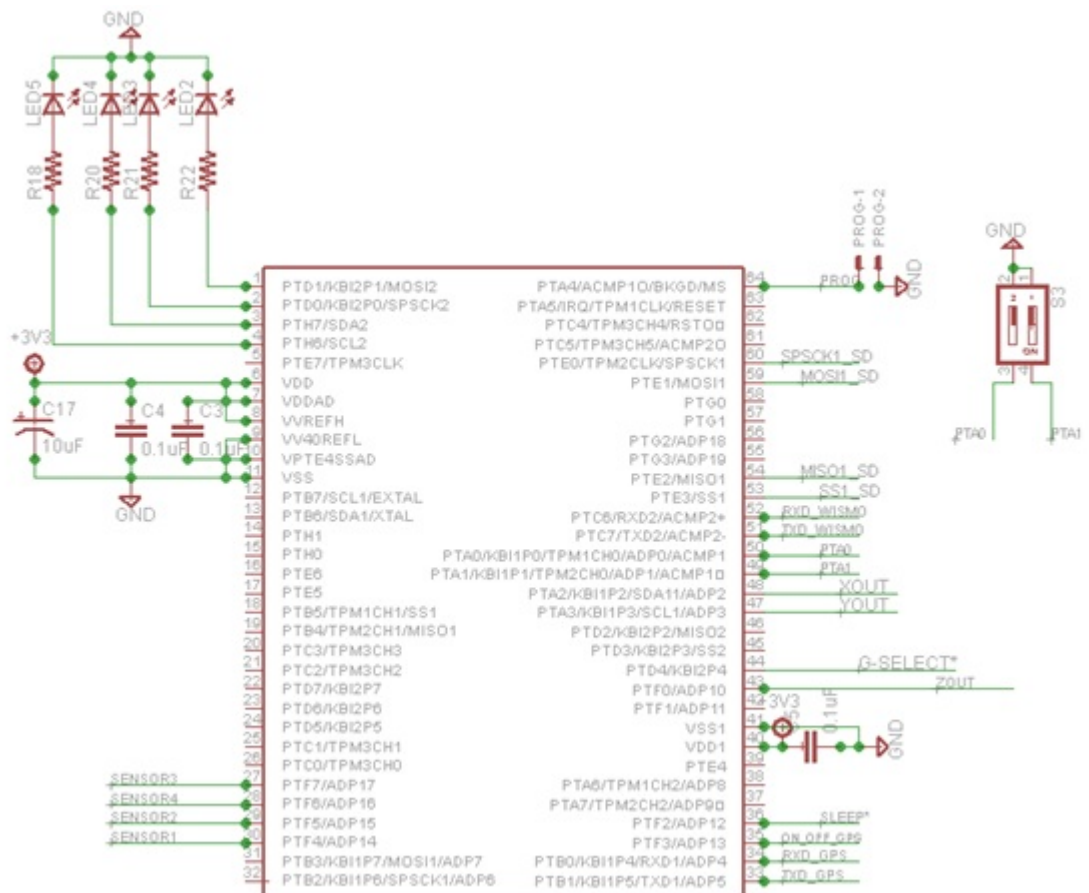 GND
LED5 LED4 LED3 LED2
R18 R20 R21 R22
PROG-1 PROG-2
GND
2 1
S3
2 1
ON
3 4
PTA0 PTA1
+3V3
C17 C4 C3
10uF 0.1uF 0.1uF
GND
1 PTD1/KBI2P1/MOSI2 PTA4/ACMP1O/BKGD/MS 64 PROG GND
2 PTD0/KBI2P0/SPSCK2 PTA5/IRQ/TPM1CLK/RESET 63
3 PTH7/SDA2 PTC4/TPM3CH4/RSTO 62
4 PTH6/SCL2 PTC5/TPM3CH5/ACMP2O 61
5 PTE7/TPM3CLK PTE0/TPM2CLK/SPSCK1 60 SPSCK1_SD
6 VDD PTE1/MOSI1 59 MOSI1_SD
7 VDDAD PTG0 58
8 VVREFH PTG1 57
9 VV40REFL PTG2/ADP18 56
10 VPTE4SSAD PTG3/ADP19 55
11 VSS PTE2/MISO1 54 MISO1_SD
12 PTB7/SCL1/EXTAL PTE3/SS1 53 SS1_SD
13 PTB6/SDA1/XTAL PTC6/RXD2/ACMP2+ 52 RXD_WISMO
14 PTH1 PTC7/TXD2/ACMP2- 51 TXD_WISMO
15 PTH0 PTA0/KBI1P0/TPM1CH0/ADP0/ACMP1 50 PTA0
16 PTE6 PTA1/KBI1P1/TPM2CH0/ADP1/ACMP1 49 PTA1
17 PTE5 PTA2/KBI1P2/SDA11/ADP2 48 XOUT
18 PTB5/TPM1CH1/SS1 PTA3/KBI1P3/SCL1/ADP3 47 YOUT
19 PTB4/TPM2CH1/MISO1 PTD2/KBI2P2/MISO2 46
20 PTC3/TPM3CH3 PTD3/KBI2P3/SS2 45
21 PTC2/TPM3CH2 PTD4/KBI2P4 44 G-SELECT*
22 PTD7/KBI2P7 PTF0/ADP10 43 ZOUT
23 PTD6/KBI2P6 PTF1/ADP11 42 +3V3 0.1uF
24 PTD5/KBI2P5 VSS1 41
25 PTC1/TPM3CH1 VDD1 40 GND
26 PTC0/TPM3CH0 PTE4 39
SENSOR3 27 PTF7/ADP17 PTA6/TPM1CH2/ADP8 38
SENSOR4 28 PTF6/ADP16 PTA7/TPM2CH2/ADP9 37
SENSOR2 29 PTF5/ADP15 PTF2/ADP12 36 SLEEP*
SENSOR1 30 PTF4/ADP14 PTF3/ADP13 35 ON_OFF_GPS
31 PTB3/KBI1P7/MOSI1/ADP7 PTB0/KBI1P4/RXD1/ADP4 34 RXD_GPS
32 PTB2/KBI1P6/SPSCK1/ADP6 PTB1/KBI1P5/TXD1/ADP5 33 TXD_GPS